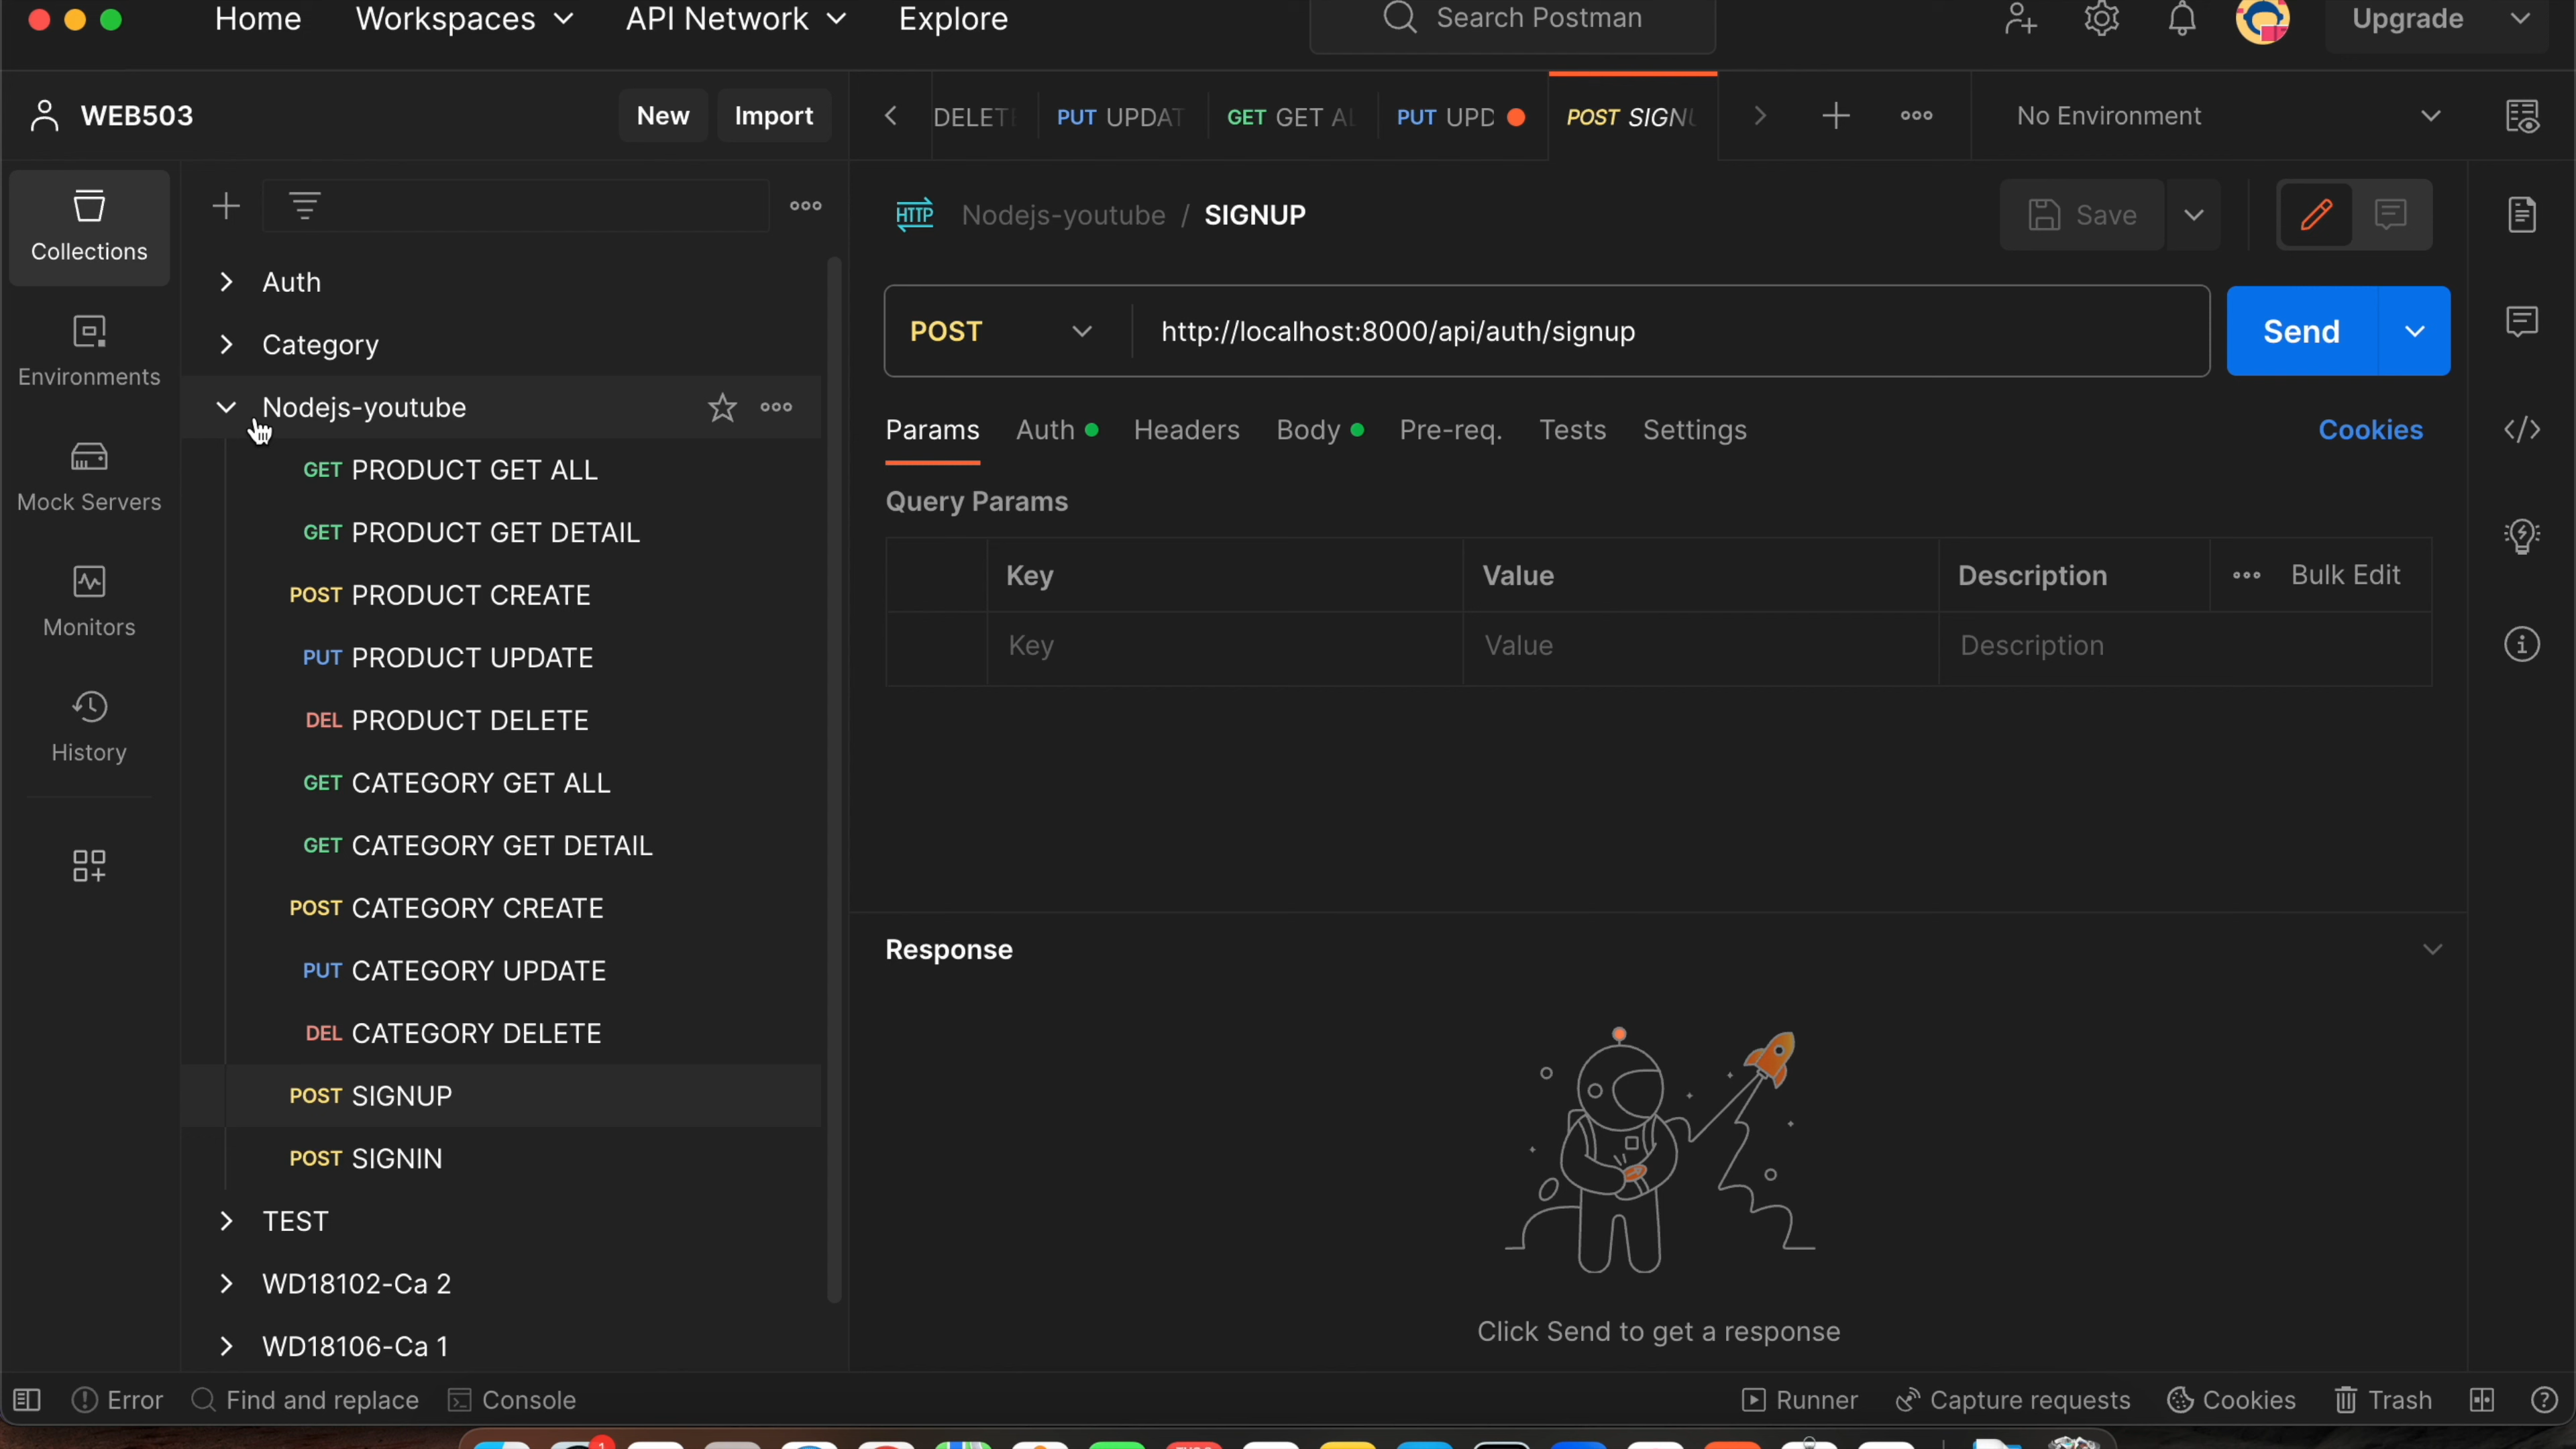 Home Workspaces API Network Explore Search Postman Upgrade
WEB503 New Import DELETE PUT UPDAT GET GET AL PUT UPD POST SIGNU No Environment
Collections
Environments
Mock Servers
Monitors
History
Auth
Category
Nodejs-youtube
GET PRODUCT GET ALL
GET PRODUCT GET DETAIL
POST PRODUCT CREATE
PUT PRODUCT UPDATE
DEL PRODUCT DELETE
GET CATEGORY GET ALL
GET CATEGORY GET DETAIL
POST CATEGORY CREATE
PUT CATEGORY UPDATE
DEL CATEGORY DELETE
POST SIGNUP
POST SIGNIN
TEST
WD18102-Ca 2
WD18106-Ca 1
HTTP Nodejs-youtube / SIGNUP Save
POST http://localhost:8000/api/auth/signup Send
Params Auth Headers Body Pre-req. Tests Settings Cookies
Query Params
Key Value Description Bulk Edit
Key Value Description
Response
Click Send to get a response
Error Find and replace Console Runner Capture requests Cookies Trash
1